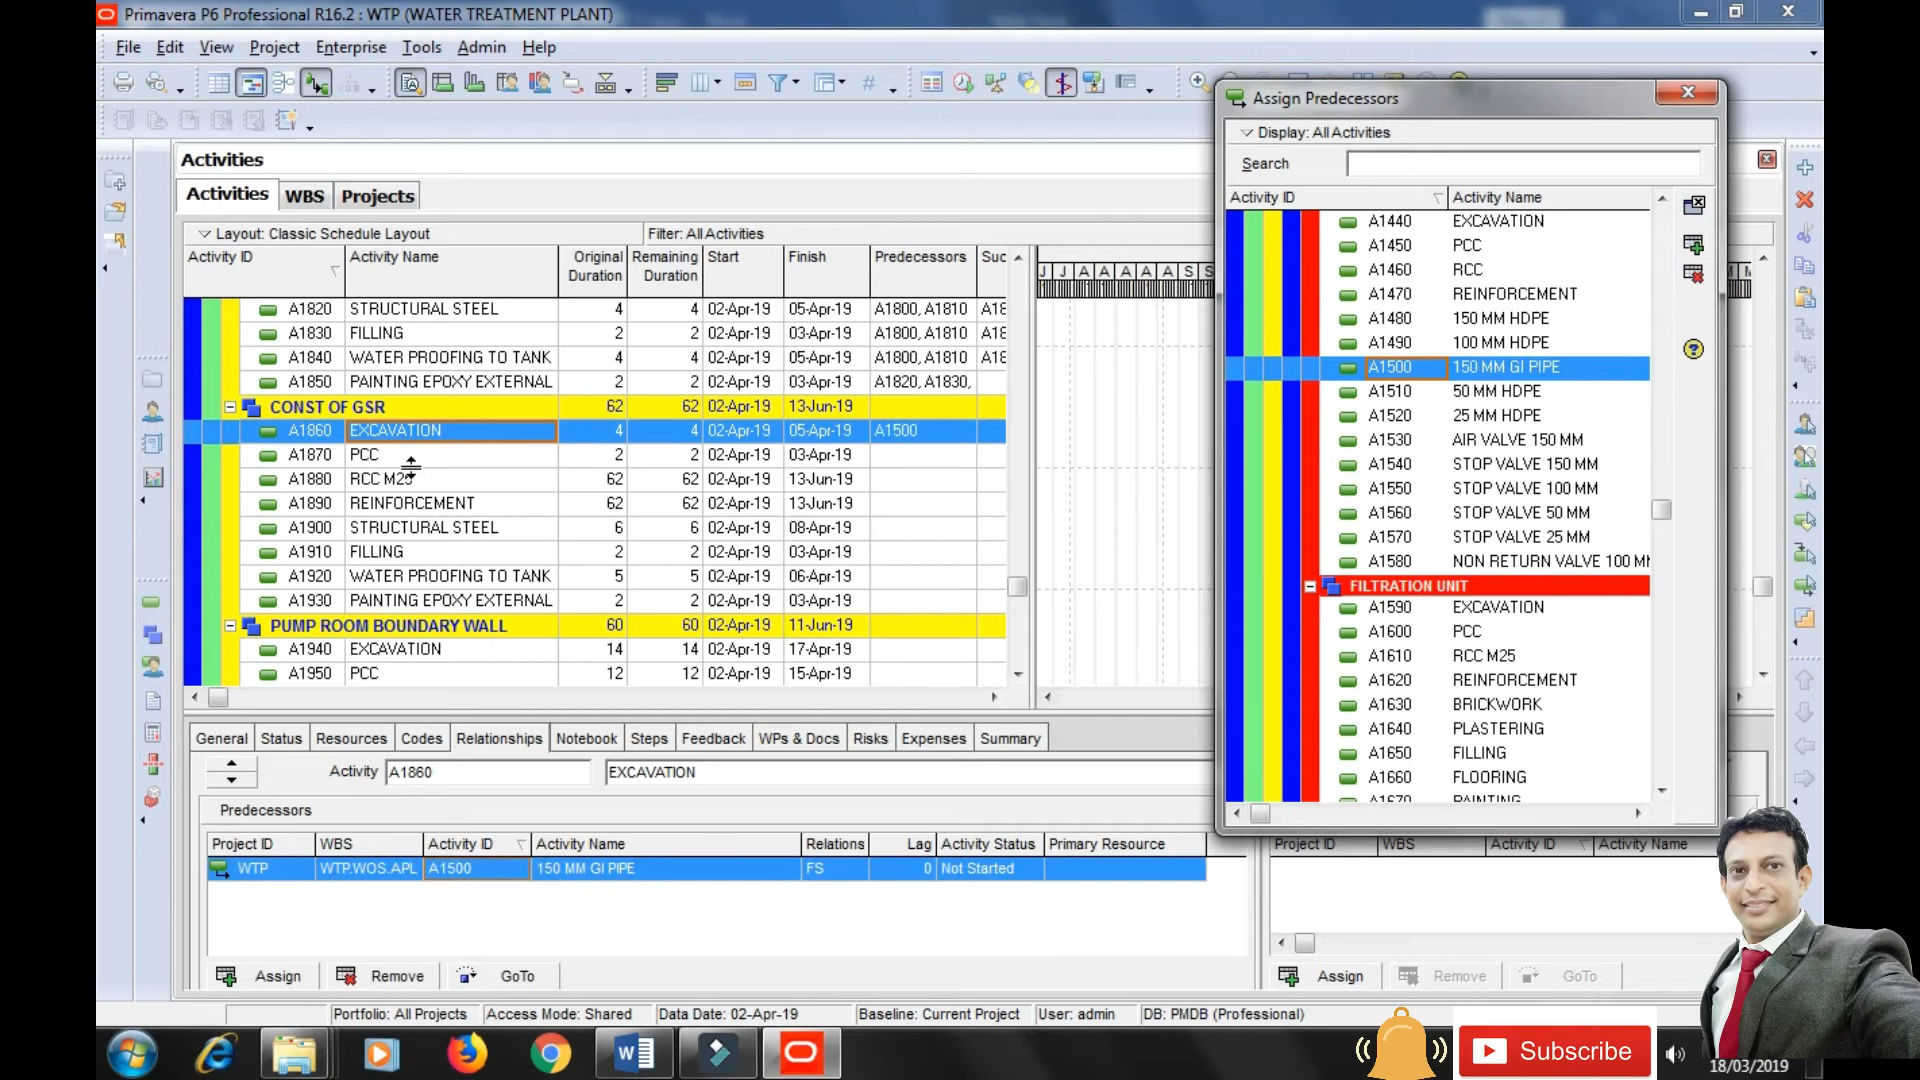 Primavera P6 Professional R16.2 : WTP (WATER TREATMENT PLANT)
File Edit View Project Enterprise Tools Admin Help
Activities
Activities WBS Projects
Layout: Classic Schedule Layout Filter: All Activities
Activity ID Activity Name Original Duration Remaining Duration Start Finish Predecessors Suc
J J A A A A A S S
A1820 STRUCTURAL STEEL 4 4 02-Apr-19 05-Apr-19 A1800, A1810 A18
A1830 FILLING 2 2 02-Apr-19 03-Apr-19 A1800, A1810 A18
A1840 WATER PROOFING TO TANK 4 4 02-Apr-19 05-Apr-19 A1800, A1810 A18
A1850 PAINTING EPOXY EXTERNAL 2 2 02-Apr-19 03-Apr-19 A1820, A1830,
CONST OF GSR 62 62 02-Apr-19 13-Jun-19
A1860 EXCAVATION 4 4 02-Apr-19 05-Apr-19 A1500
A1870 PCC 2 2 02-Apr-19 03-Apr-19
A1880 RCC M25 62 62 02-Apr-19 13-Jun-19
A1890 REINFORCEMENT 62 62 02-Apr-19 13-Jun-19
A1900 STRUCTURAL STEEL 6 6 02-Apr-19 08-Apr-19
A1910 FILLING 2 2 02-Apr-19 03-Apr-19
A1920 WATER PROOFING TO TANK 5 5 02-Apr-19 06-Apr-19
A1930 PAINTING EPOXY EXTERNAL 2 2 02-Apr-19 03-Apr-19
PUMP ROOM BOUNDARY WALL 60 60 02-Apr-19 11-Jun-19
A1940 EXCAVATION 14 14 02-Apr-19 17-Apr-19
A1950 PCC 12 12 02-Apr-19 15-Apr-19
General Status Resources Codes Relationships Notebook Steps Feedback WPs & Docs Risks Expenses Summary
Activity A1860 EXCAVATION
Predecessors
Project ID WBS Activity ID Activity Name Relations Lag Activity Status Primary Resource
WTP WTP.WOS.APL A1500 150 MM GI PIPE FS 0 Not Started
Assign Remove GoTo
Project ID WBS Activity ID Activity Name
Assign Remove GoTo
Portfolio: All Projects Access Mode: Shared Data Date: 02-Apr-19 Baseline: Current Project User: admin DB: PMDB (Professional)
Assign Predecessors
Display: All Activities
Search
Activity ID Activity Name
A1440 EXCAVATION
A1450 PCC
A1460 RCC
A1470 REINFORCEMENT
A1480 150 MM HDPE
A1490 100 MM HDPE
A1500 150 MM GI PIPE
A1510 50 MM HDPE
A1520 25 MM HDPE
A1530 AIR VALVE 150 MM
A1540 STOP VALVE 150 MM
A1550 STOP VALVE 100 MM
A1560 STOP VALVE 50 MM
A1570 STOP VALVE 25 MM
A1580 NON RETURN VALVE 100 MM
FILTRATION UNIT
A1590 EXCAVATION
A1600 PCC
A1610 RCC M25
A1620 REINFORCEMENT
A1630 BRICKWORK
A1640 PLASTERING
A1650 FILLING
A1660 FLOORING
A1670 PAINTING
Subscribe
18/03/2019